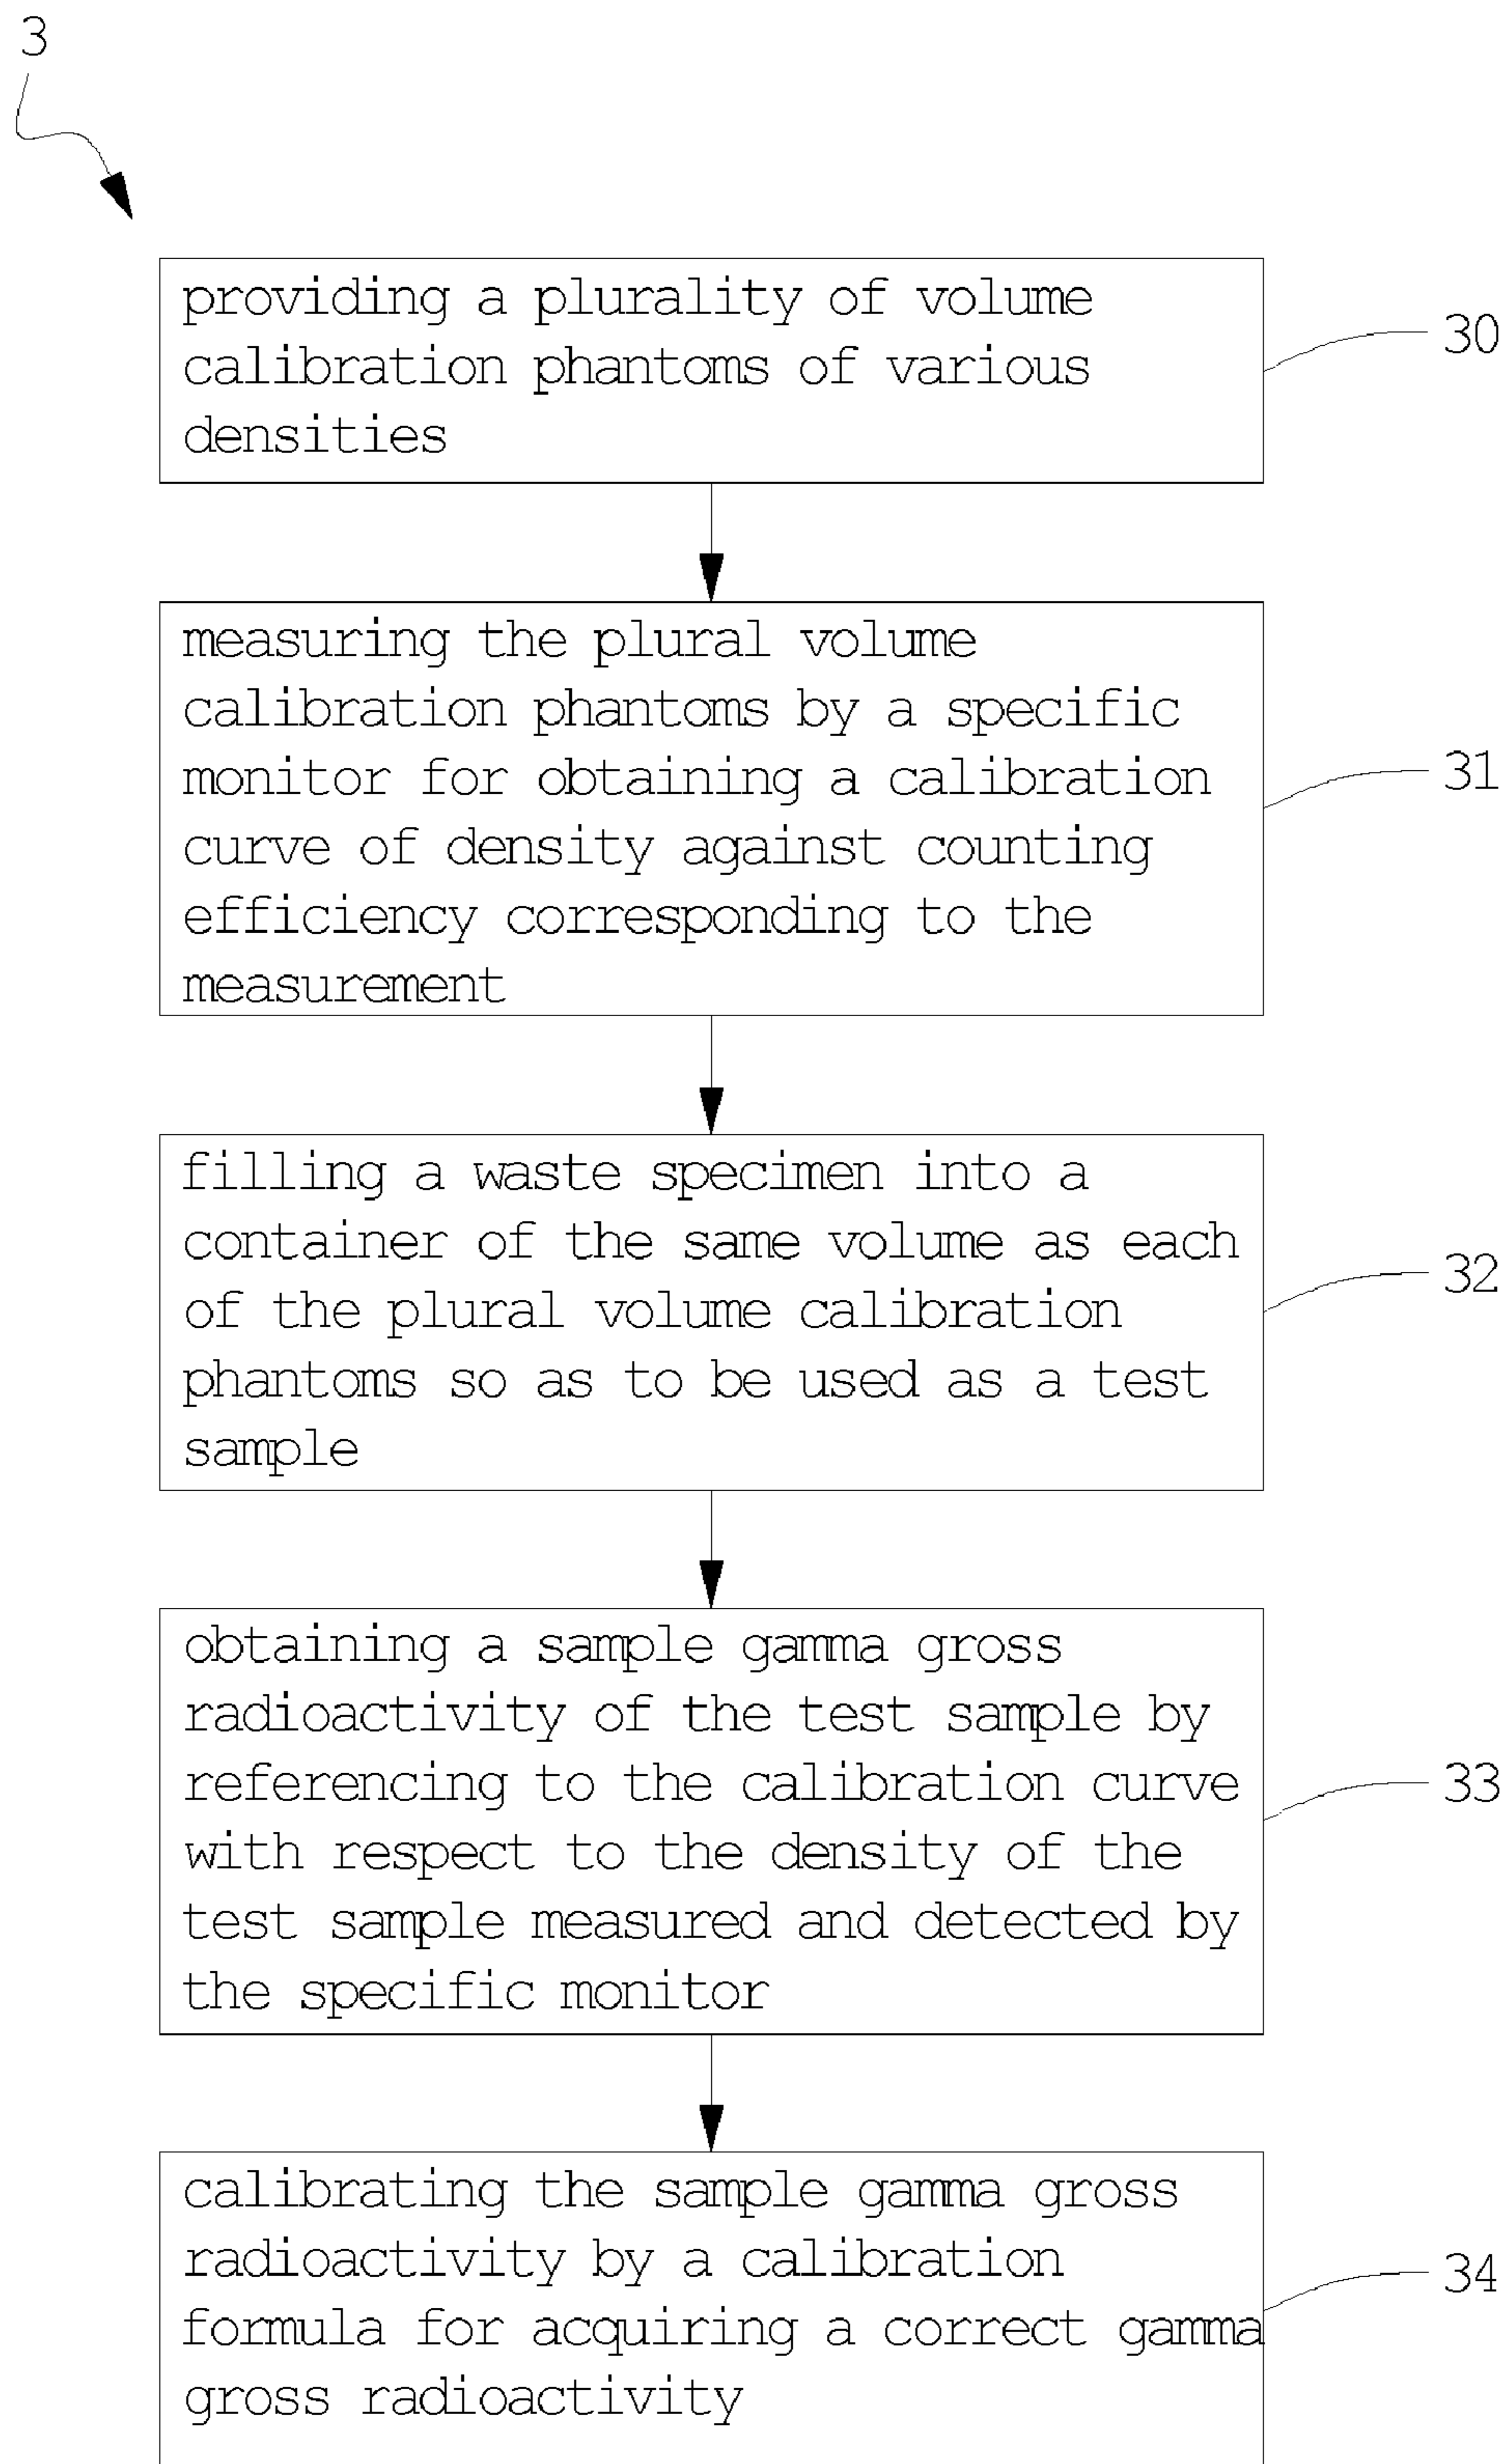 3
providing a plurality of volume
calibration phantoms of various
densities
30
measuring the plural volume
calibration phantoms by a specific
monitor for obtaining a calibration
curve of density against counting
efficiency corresponding to the
measurement
31
filling a waste specimen into a
container of the same volume as each
of the plural volume calibration
phantoms so as to be used as a test
sample
32
obtaining a sample gamma gross
radioactivity of the test sample by
referencing to the calibration curve
with respect to the density of the
test sample measured and detected by
the specific monitor
33
calibrating the sample gamma gross
radioactivity by a calibration
formula for acquiring a correct gamma
gross radioactivity
34